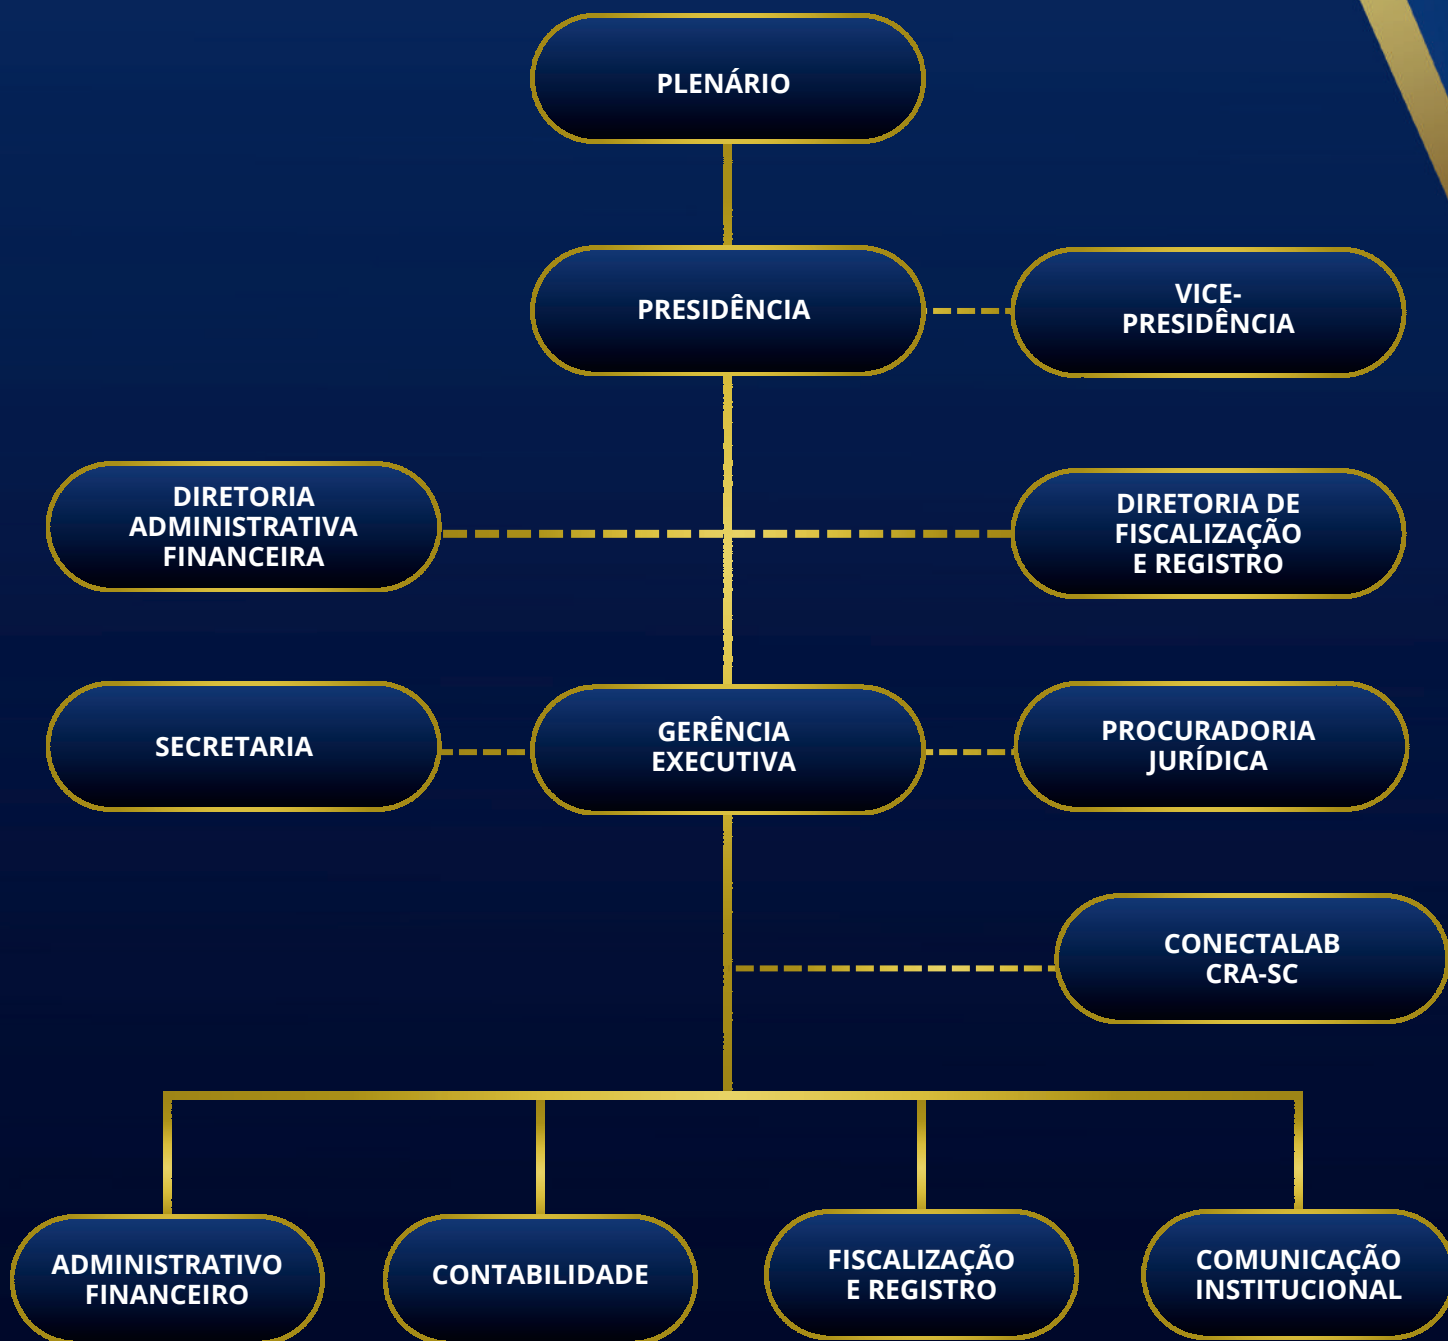 PLENÁRIO
PRESIDÊNCIA
VICE-
PRESIDÊNCIA
DIRETORIA
ADMINISTRATIVA
FINANCEIRA
DIRETORIA DE
FISCALIZAÇÃO
E REGISTRO
SECRETARIA
GERÊNCIA
EXECUTIVA
PROCURADORIA
JURÍDICA
CONECTALAB
CRA-SC
ADMINISTRATIVO
FINANCEIRO
CONTABILIDADE
FISCALIZAÇÃO
E REGISTRO
COMUNICAÇÃO
INSTITUCIONAL